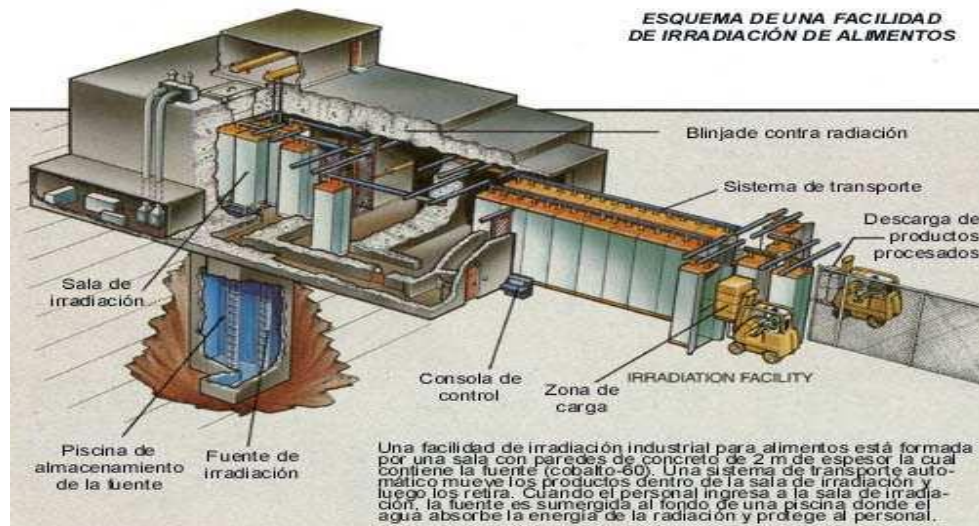 ESQUEMA DE UNA FACILIDAD
DE IRRADIACIÓN DE ALIMENTOS
Blinjade contra radiación
Sistema de transporte
Descarga de
productos
procesados
Sala de
irradiación
Consola de
control
Zona de
carga
IRRADIATION FACILITY
Piscina de
almacenamiento
de la fuente
Fuente de
irradiación
Una facilidad de irradiación industrial para alimentos está formada
por una sala con paredes de concreto de 2 m de espesor la cual
contiene la fuente (cobalto-60). Una sistema de transporte auto-
mático mueve los productos dentro de la sala de irradiación y
luego los retira. Cuando el personal ingresa a la sala de irradia-
ción, la fuente es sumergida al fondo de una piscina donde el
agua absorbe la energía de la radiación y protege al personal.